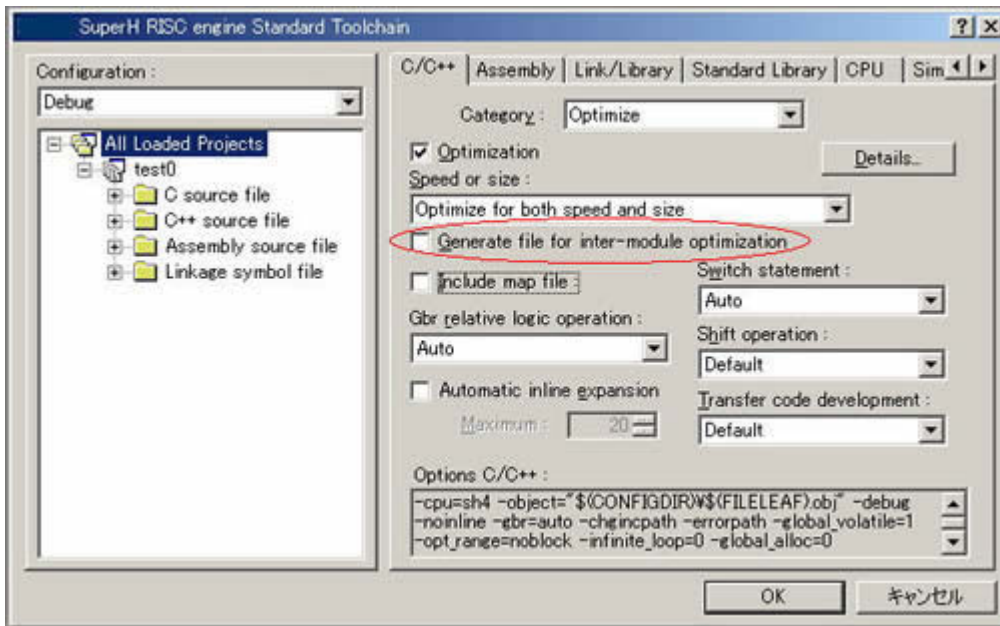 SuperH RISC engine Standard Toolchain
Configuration :
Debug
All Loaded Projects
test0
C source file
C++ source file
Assembly source file
Linkage symbol file
C/C++
Assembly
Link/Library
Standard Library
CPU
Sim
Category :
Optimize
Optimization
Details...
Speed or size :
Optimize for both speed and size
Generate file for inter-module optimization
Include map file :
Switch statement :
Auto
Gbr relative logic operation :
Auto
Shift operation :
Default
Automatic inline expansion
Transfer code development :
Maximum :
20
Default
Options C/C++ :
-cpu=sh4 -object="$(CONFIGDIR)¥$(FILELEAF).obj" -debug
-noinline -gbr=auto -chgincpath -errorpath -global_volatile=1
-opt_range=noblock -infinite_loop=0 -global_alloc=0
OK
キャンセル